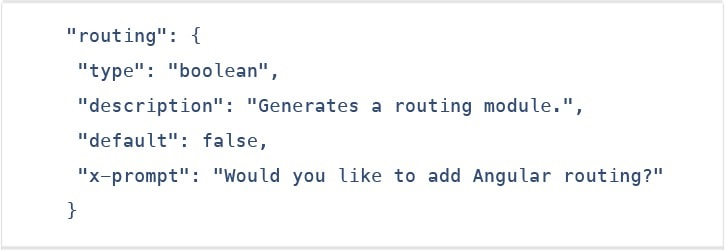 "routing": {
"type": "boolean",
"description": "Generates a routing module.",
"default": false,
"x-prompt": "Would you like to add Angular routing?"
}